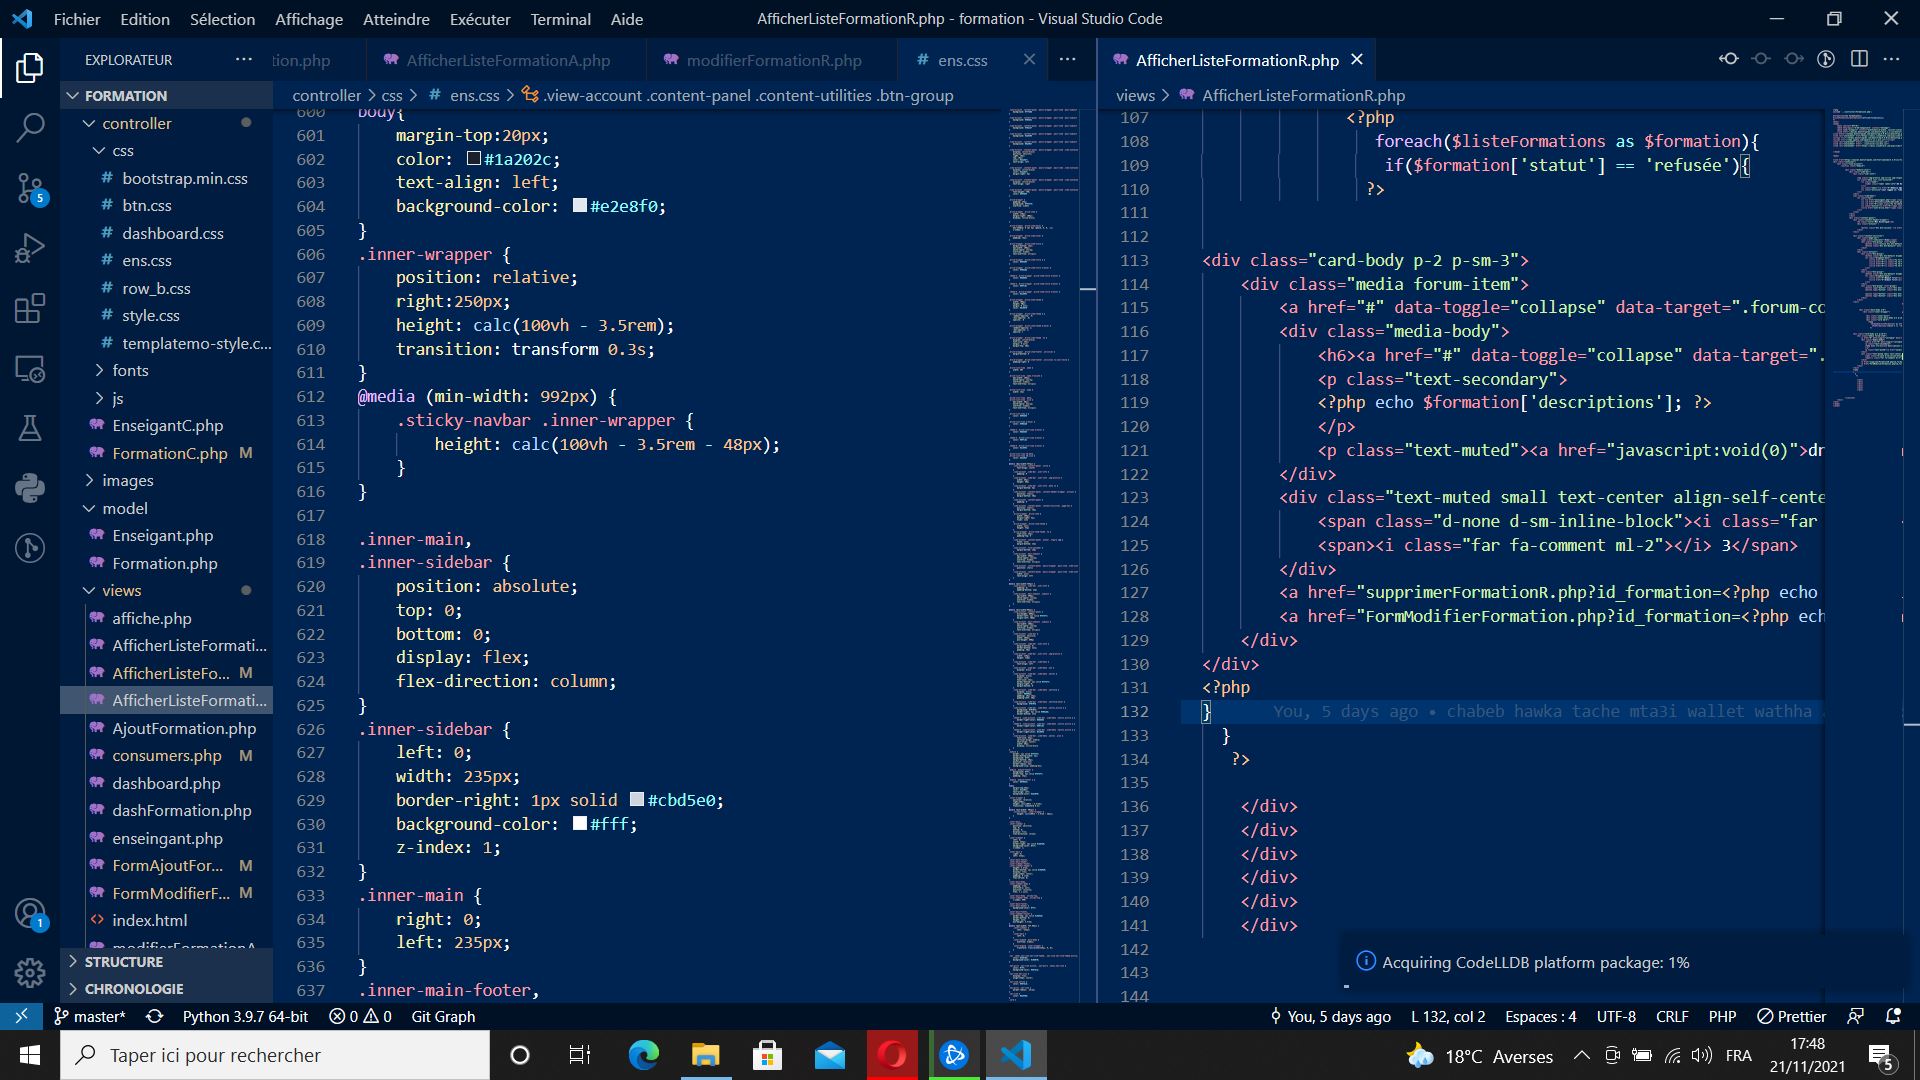 Fichier Edition Sélection Affichage Atteindre Exécuter Terminal Aide
AfficherListeFormationR.php - formation - Visual Studio Code
EXPLORATEUR
tion.php
AfficherListeFormationA.php
modifierFormationR.php
# ens.css
AfficherListeFormationR.php
FORMATION
controller
css
# bootstrap.min.css
# btn.css
# dashboard.css
# ens.css
# row_b.css
# style.css
# templatemo-style.c...
fonts
js
EnseigantC.php
FormationC.php M
images
model
Enseigant.php
Formation.php
views
affiche.php
AfficherListeFormati...
AfficherListeFo... M
AfficherListeFormati...
AjoutFormation.php
consumers.php M
dashboard.php
dashFormation.php
enseingant.php
FormAjoutFor... M
FormModifierF... M
<> index.html
modifierFormationA
STRUCTURE
CHRONOLOGIE
5
1
controller > css > # ens.css > .view-account .content-panel .content-utilities .btn-group
600 body{
601 margin-top:20px;
602 color: #1a202c;
603 text-align: left;
604 background-color: #e2e8f0;
605 }
606 .inner-wrapper {
607 position: relative;
608 right:250px;
609 height: calc(100vh - 3.5rem);
610 transition: transform 0.3s;
611 }
612 @media (min-width: 992px) {
613 .sticky-navbar .inner-wrapper {
614 height: calc(100vh - 3.5rem - 48px);
615 }
616 }
617
618 .inner-main,
619 .inner-sidebar {
620 position: absolute;
621 top: 0;
622 bottom: 0;
623 display: flex;
624 flex-direction: column;
625 }
626 .inner-sidebar {
627 left: 0;
628 width: 235px;
629 border-right: 1px solid #cbd5e0;
630 background-color: #fff;
631 z-index: 1;
632 }
633 .inner-main {
634 right: 0;
635 left: 235px;
636 }
637 .inner-main-footer,
views > AfficherListeFormationR.php
107 <?php
108 foreach($listeFormations as $formation){
109 if($formation['statut'] == 'refusée'){
110 ?>
111
112
113 <div class="card-body p-2 p-sm-3">
114 <div class="media forum-item">
115 <a href="#" data-toggle="collapse" data-target=".forum-co
116 <div class="media-body">
117 <h6><a href="#" data-toggle="collapse" data-target=".
118 <p class="text-secondary">
119 <?php echo $formation['descriptions']; ?>
120 </p>
121 <p class="text-muted"><a href="javascript:void(0)">dr
122 </div>
123 <div class="text-muted small text-center align-self-cente
124 <span class="d-none d-sm-inline-block"><i class="far
125 <span><i class="far fa-comment ml-2"></i> 3</span>
126 </div>
127 <a href="supprimerFormationR.php?id_formation=<?php echo
128 <a href="FormModifierFormation.php?id_formation=<?php ech
129 </div>
130 </div>
131 <?php
132 } You, 5 days ago • chabeb hawka tache mta3i wallet wathha
133 }
134 ?>
135
136 </div>
137 </div>
138 </div>
139 </div>
140 </div>
141 </div>
142
143
144
Acquiring CodeLLDB platform package: 1%
master* Python 3.9.7 64-bit 0 0 Git Graph
You, 5 days ago L 132, col 2 Espaces : 4 UTF-8 CRLF PHP Prettier
Taper ici pour rechercher
18°C Averses
FRA
17:48
21/11/2021
5